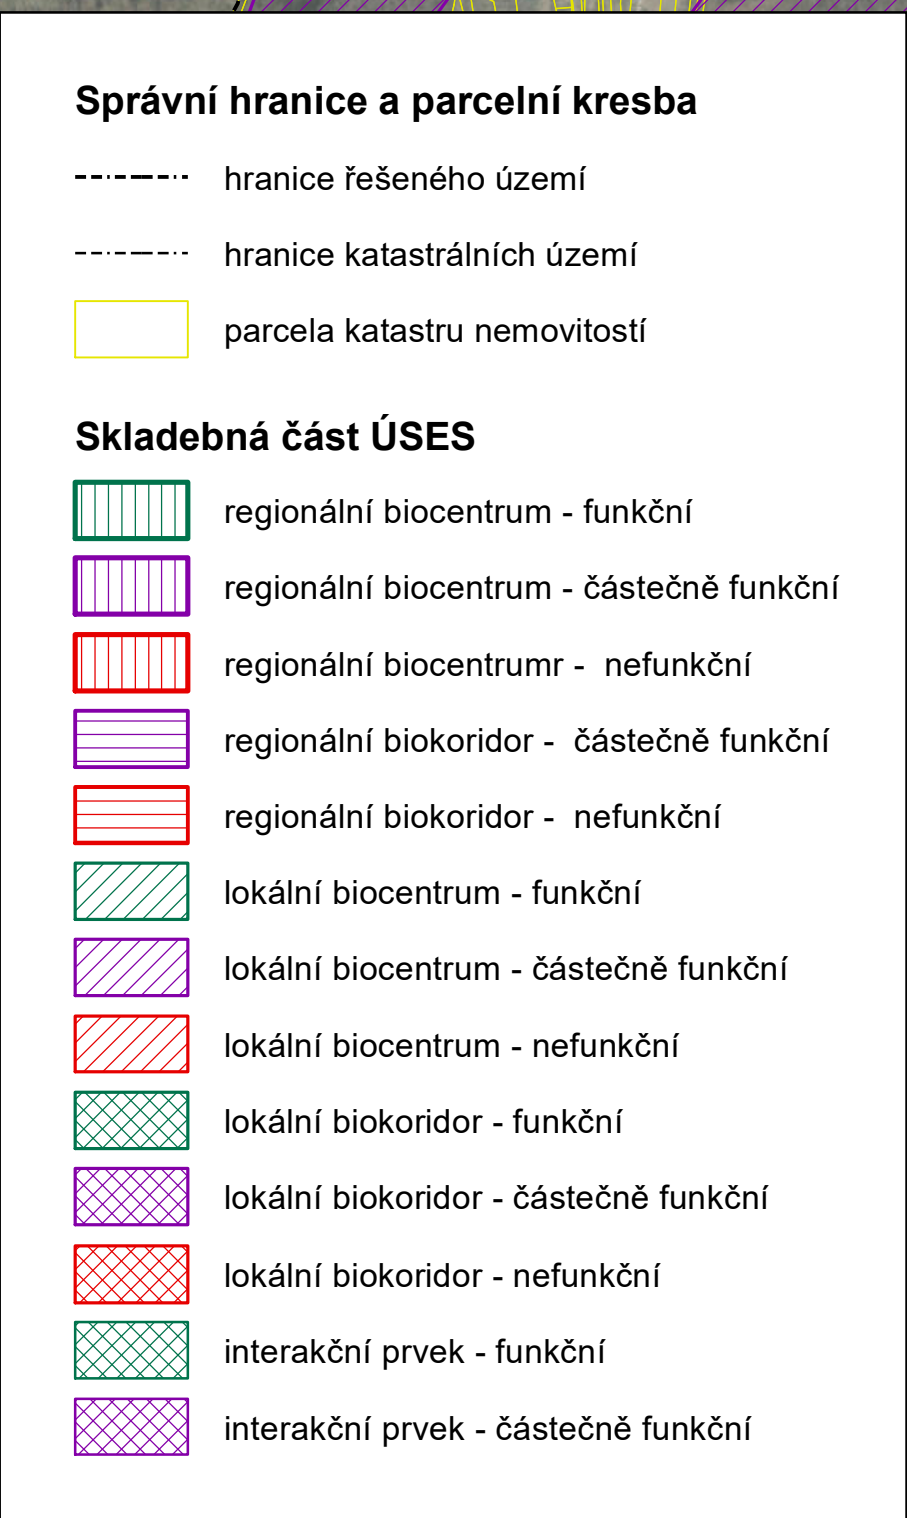 Správní hranice a parcelní kresba
hranice řešeného území
hranice katastrálních území
parcela katastru nemovitostí
Skladebná část ÚSES
regionální biocentrum - funkční
regionální biocentrum - částečně funkční
regionální biocentrumr -  nefunkční
regionální biokoridor -  částečně funkční
regionální biokoridor -  nefunkční
lokální biocentrum - funkční
lokální biocentrum - částečně funkční
lokální biocentrum - nefunkční
lokální biokoridor - funkční
lokální biokoridor - částečně funkční
lokální biokoridor - nefunkční
interakční prvek - funkční
interakční prvek - částečně funkční